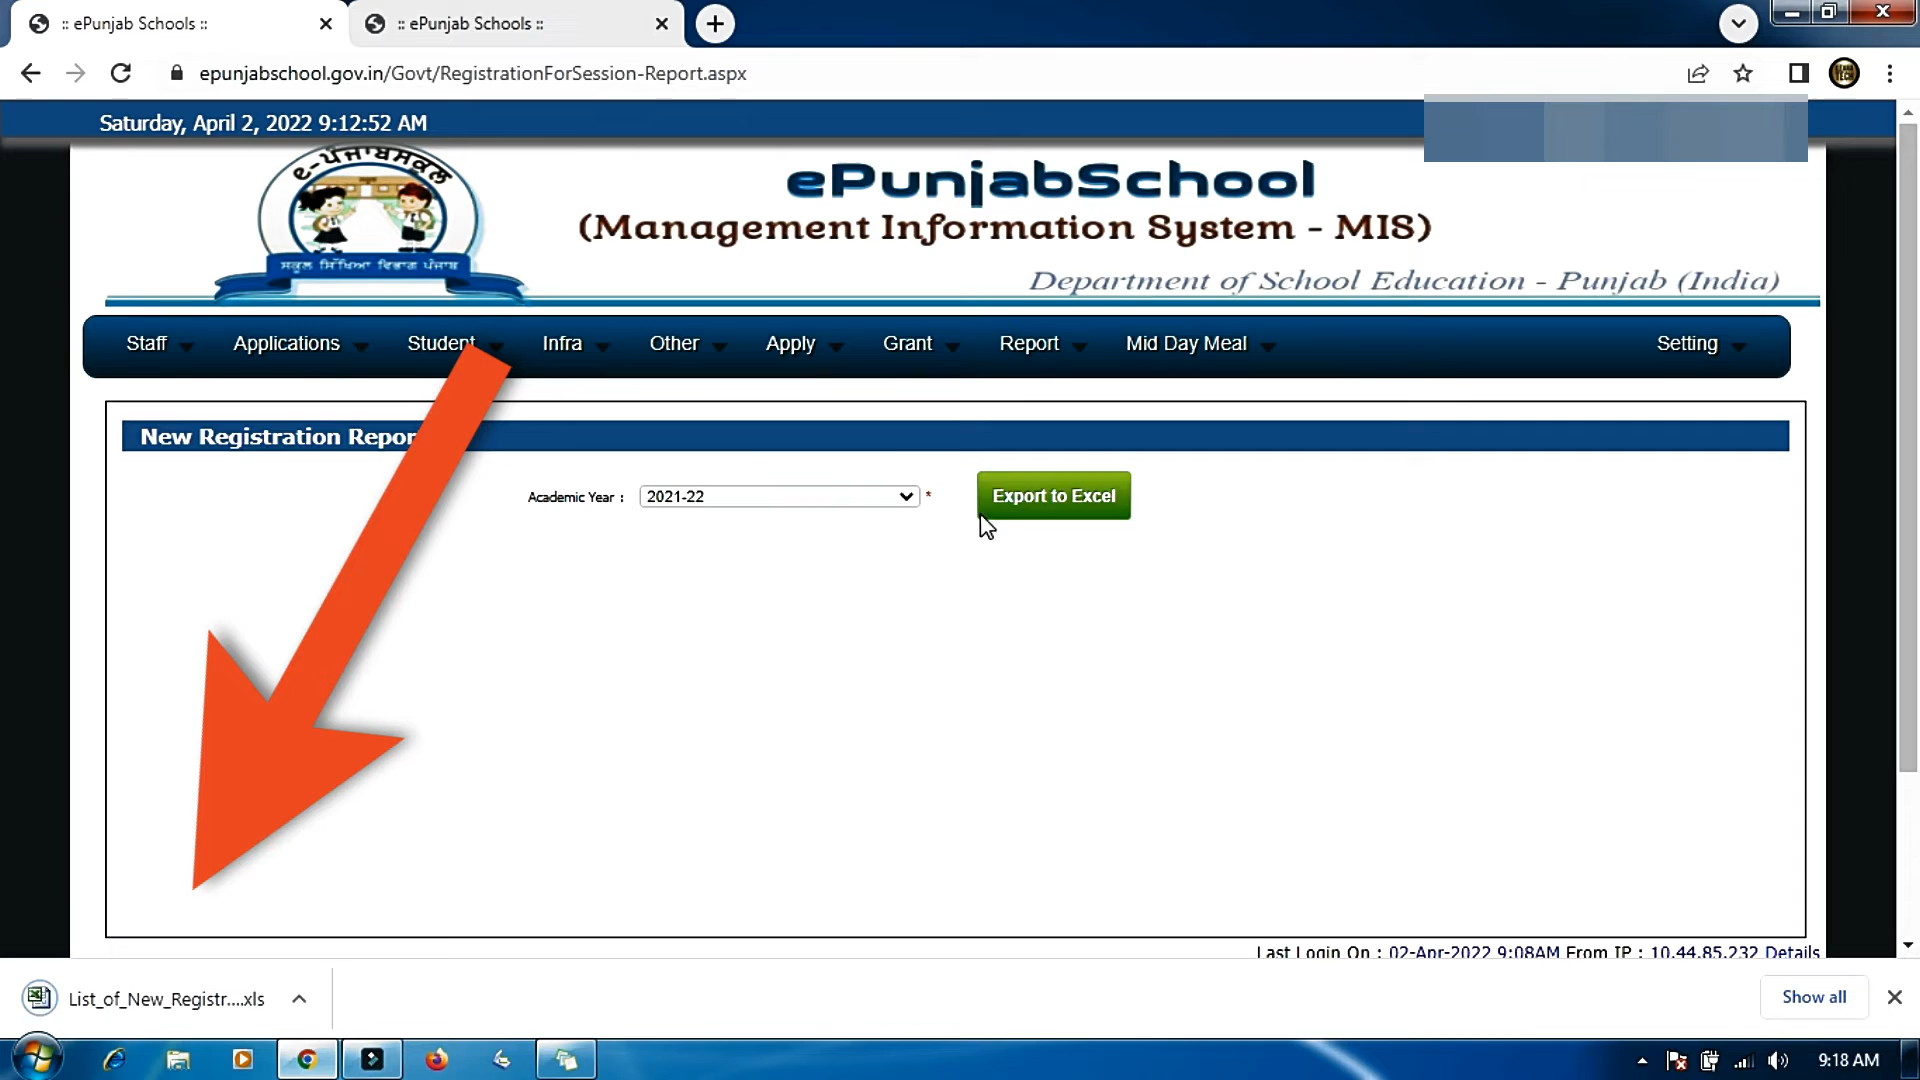 :: ePunjab Schools ::
:: ePunjab Schools ::
epunjabschool.gov.in/Govt/RegistrationForSession-Report.aspx
Saturday, April 2, 2022 9:12:52 AM
ੲ-ਪੰਜਾਬਸਕੂਲ
ਸਕੂਲ ਸਿੱਖਿਆ ਵਿਭਾਗ ਪੰਜਾਬ
ePunjabSchool
(Management Information System - MIS)
Department of School Education - Punjab (India)
Staff Applications Student Infra Other Apply Grant Report Mid Day Meal Setting
New Registration Repor
Academic Year : 2021-22 * Export to Excel
Last Login On : 02-Apr-2022 9:08AM From IP : 10.44.85.232 Details
List_of_New_Registr....xls
Show all
9:18 AM